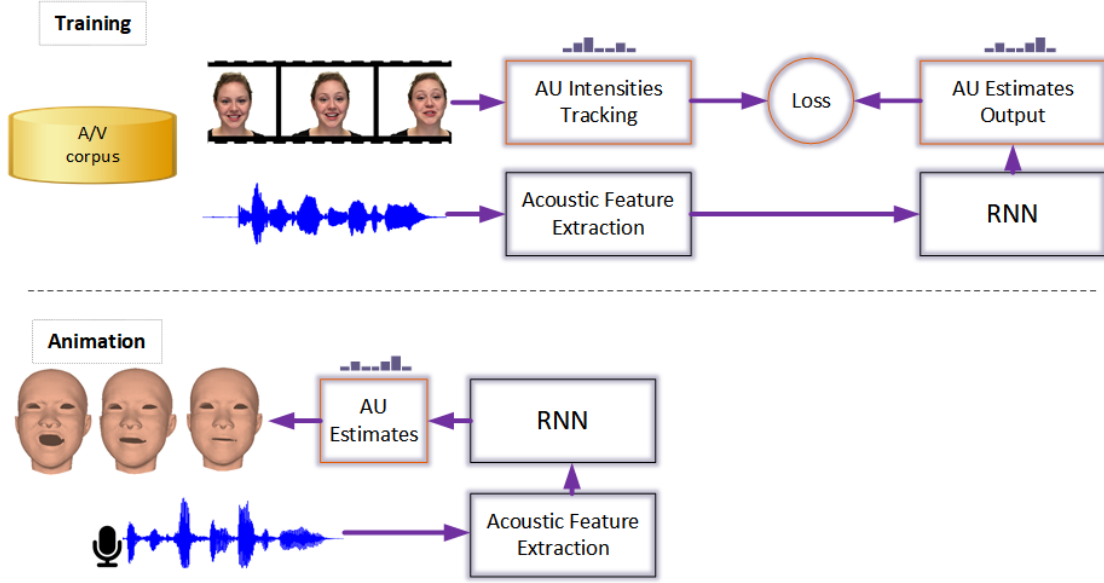 Training
A/V
corpus
AU Intensities
Tracking
Loss
AU Estimates
Output
Acoustic Feature
Extraction
RNN
Animation
AU
Estimates
RNN
Acoustic Feature
Extraction